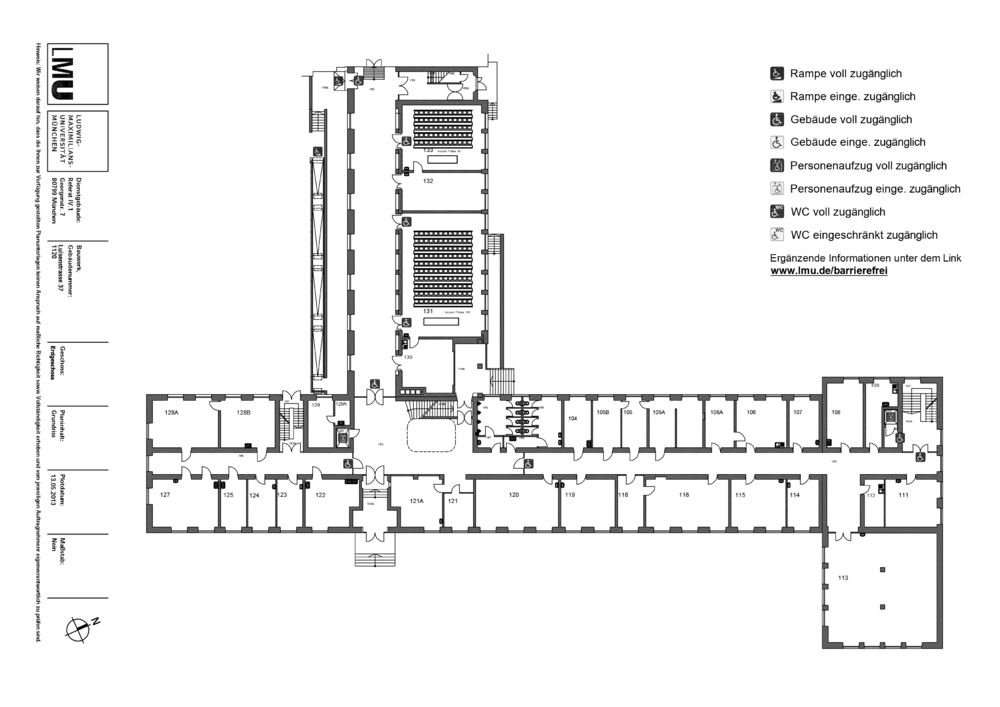 LMU
LUDWIG-
MAXIMILIANS-
UNIVERSITÄT
MÜNCHEN
Dienstgebäude:
Referat IV.1
Georgenstr. 7
80799 München
Bauwerk,
Gebäudenummer:
Luisenstrasse 37
1120
Geschoss:
Erdgeschoss
Planinhalt:
Grundriss
Plandatum:
13.05.2013
Maßstab:
Nein
N
Hinweis: Wir weisen darauf hin, dass die Ihnen zur Verfügung gestellten Planunterlagen keinen Anspruch auf maßliche Richtigkeit sowie Vollständigkeit erheben und vom jeweiligen Auftragnehmer eigenverantwortlich zu prüfen sind.
Rampe voll zugänglich
Rampe einge. zugänglich
Gebäude voll zugänglich
Gebäude einge. zugänglich
Personenaufzug voll zugänglich
Personenaufzug einge. zugänglich
WC voll zugänglich
WC eingeschränkt zugänglich
Ergänzende Informationen unter dem Link
www.lmu.de/barrierefrei
133
132
131
130
128A
128B
129
129A
104
105B
105
105A
106A
106
107
108
109
127
125
124
123
122
121A
121
120
119
118
116
115
114
112
111
113